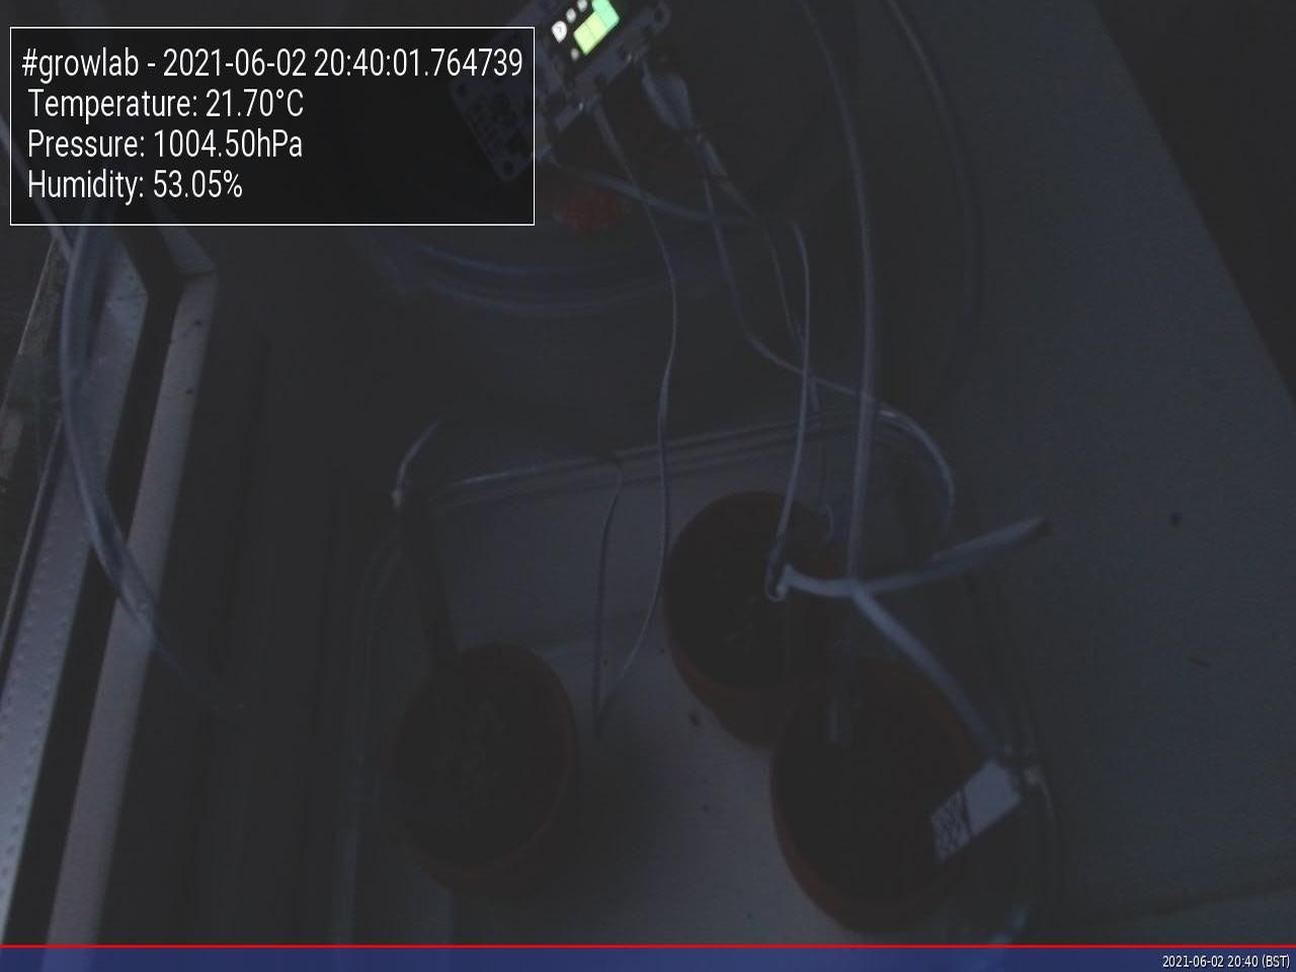 #growlab - 2021-06-02 20:40:01.764739
Temperature: 21.70°C
Pressure: 1004.50hPa
Humidity: 53.05%
2021-06-02 20:40 (BST)